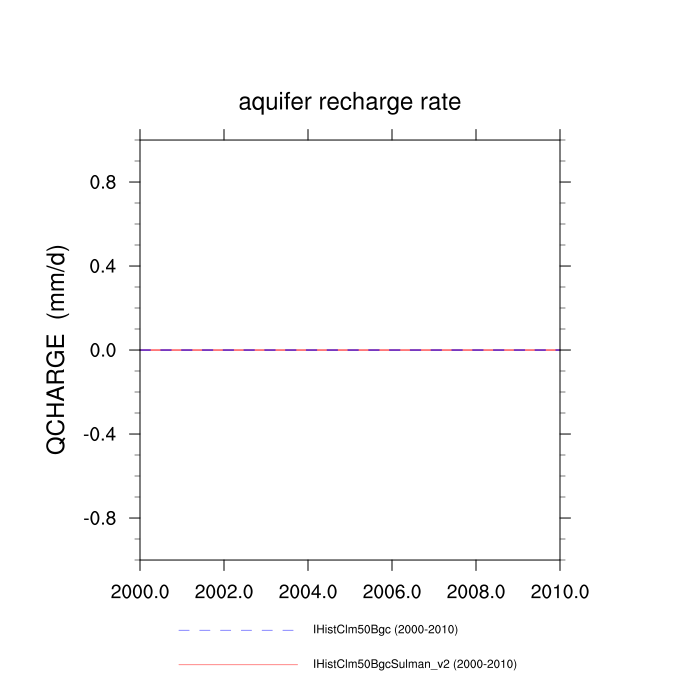 aquifer recharge rate
QCHARGE (mm/d)
0.8
0.4
0.0
-0.4
-0.8
2000.0 2002.0 2004.0 2006.0 2008.0 2010.0
IHistClm50Bgc (2000-2010)
IHistClm50BgcSulman_v2 (2000-2010)